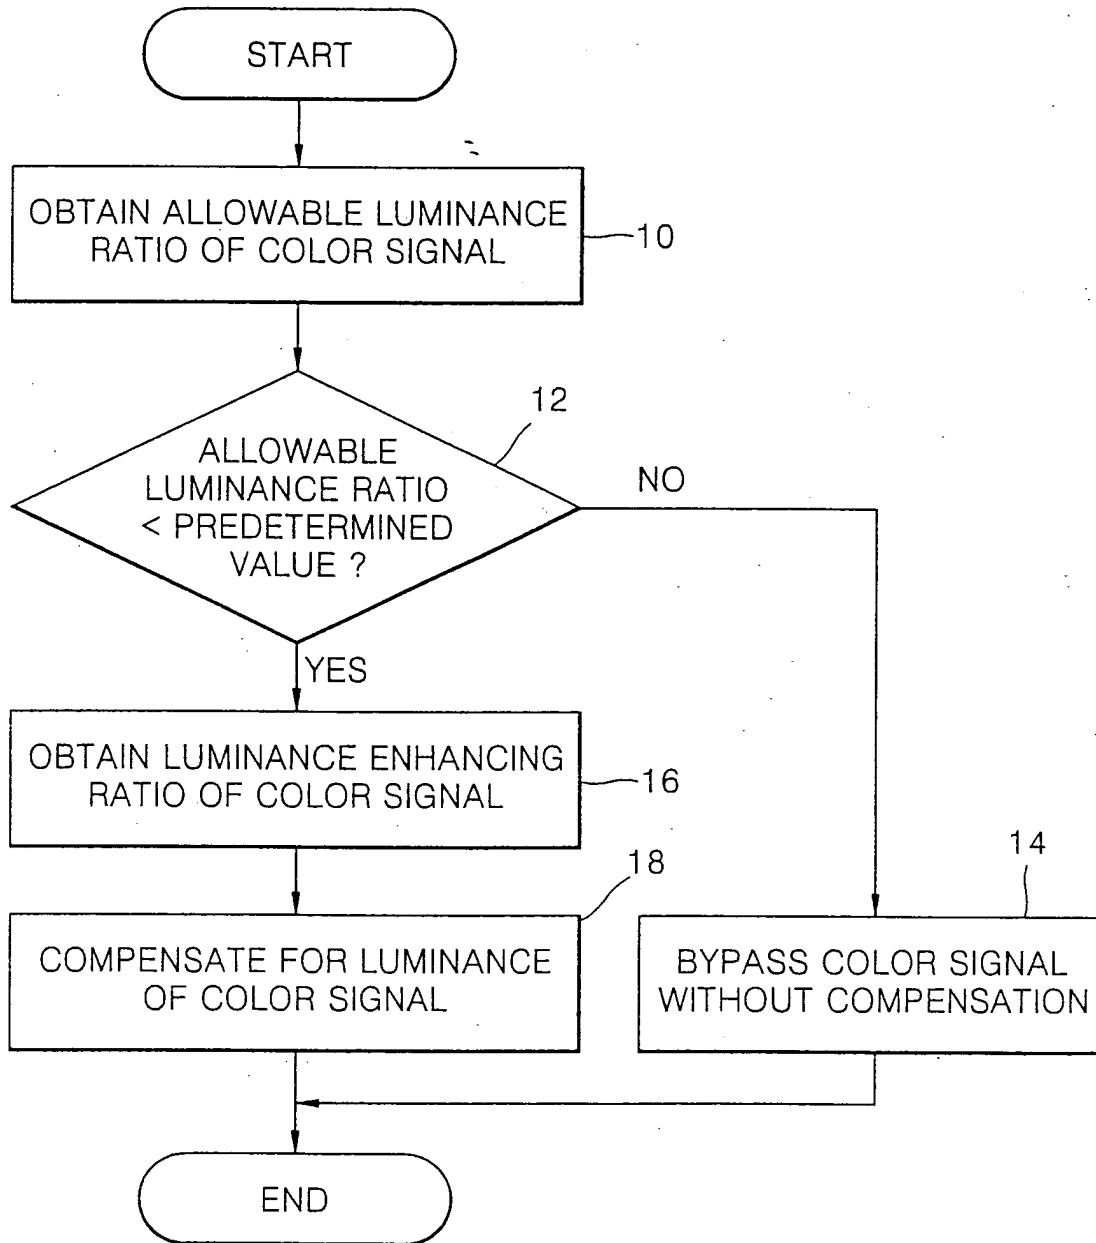 START
OBTAIN ALLOWABLE LUMINANCE
RATIO OF COLOR SIGNAL
10
12
ALLOWABLE
LUMINANCE RATIO
< PREDETERMINED
VALUE ?
NO
YES
OBTAIN LUMINANCE ENHANCING
RATIO OF COLOR SIGNAL
16
18
COMPENSATE FOR LUMINANCE
OF COLOR SIGNAL
14
BYPASS COLOR SIGNAL
WITHOUT COMPENSATION
END